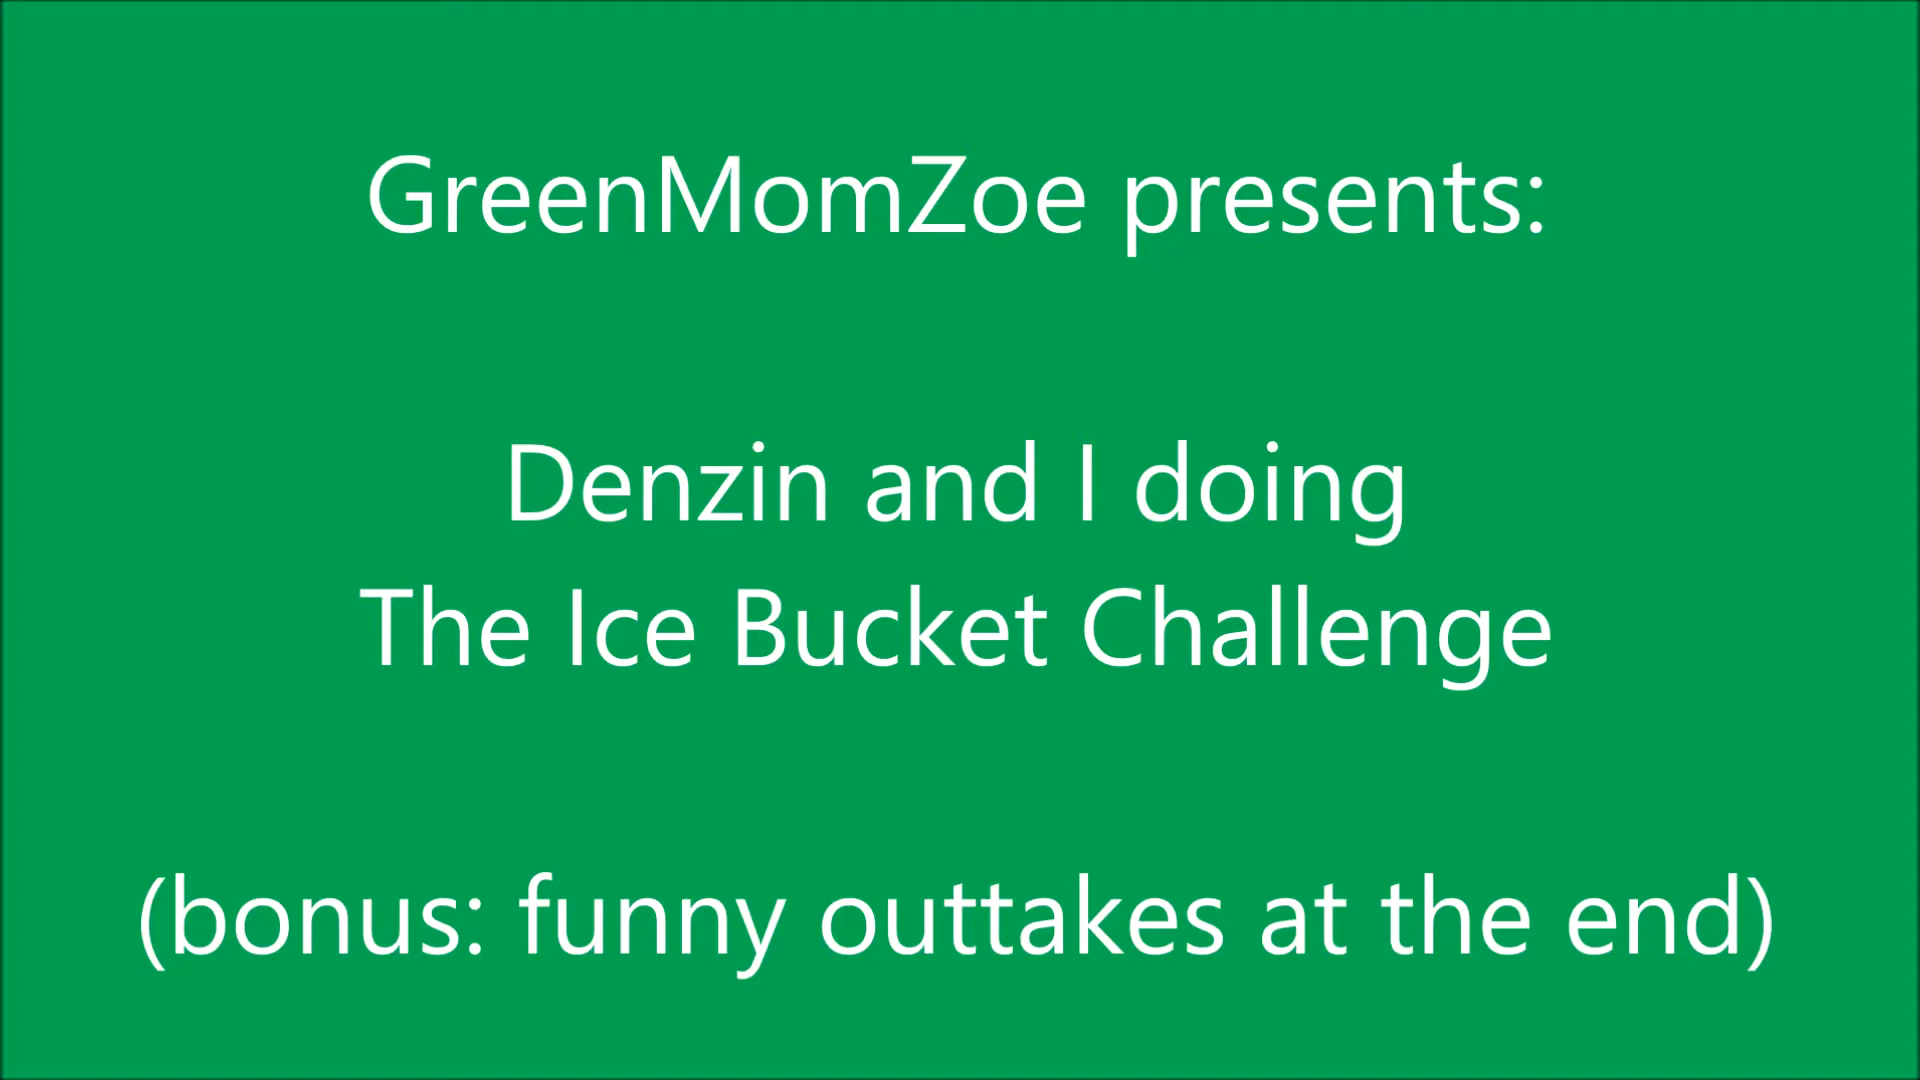 GreenMomZoe presents:
Denzin and I doing
The Ice Bucket Challenge
(bonus: funny outtakes at the end)